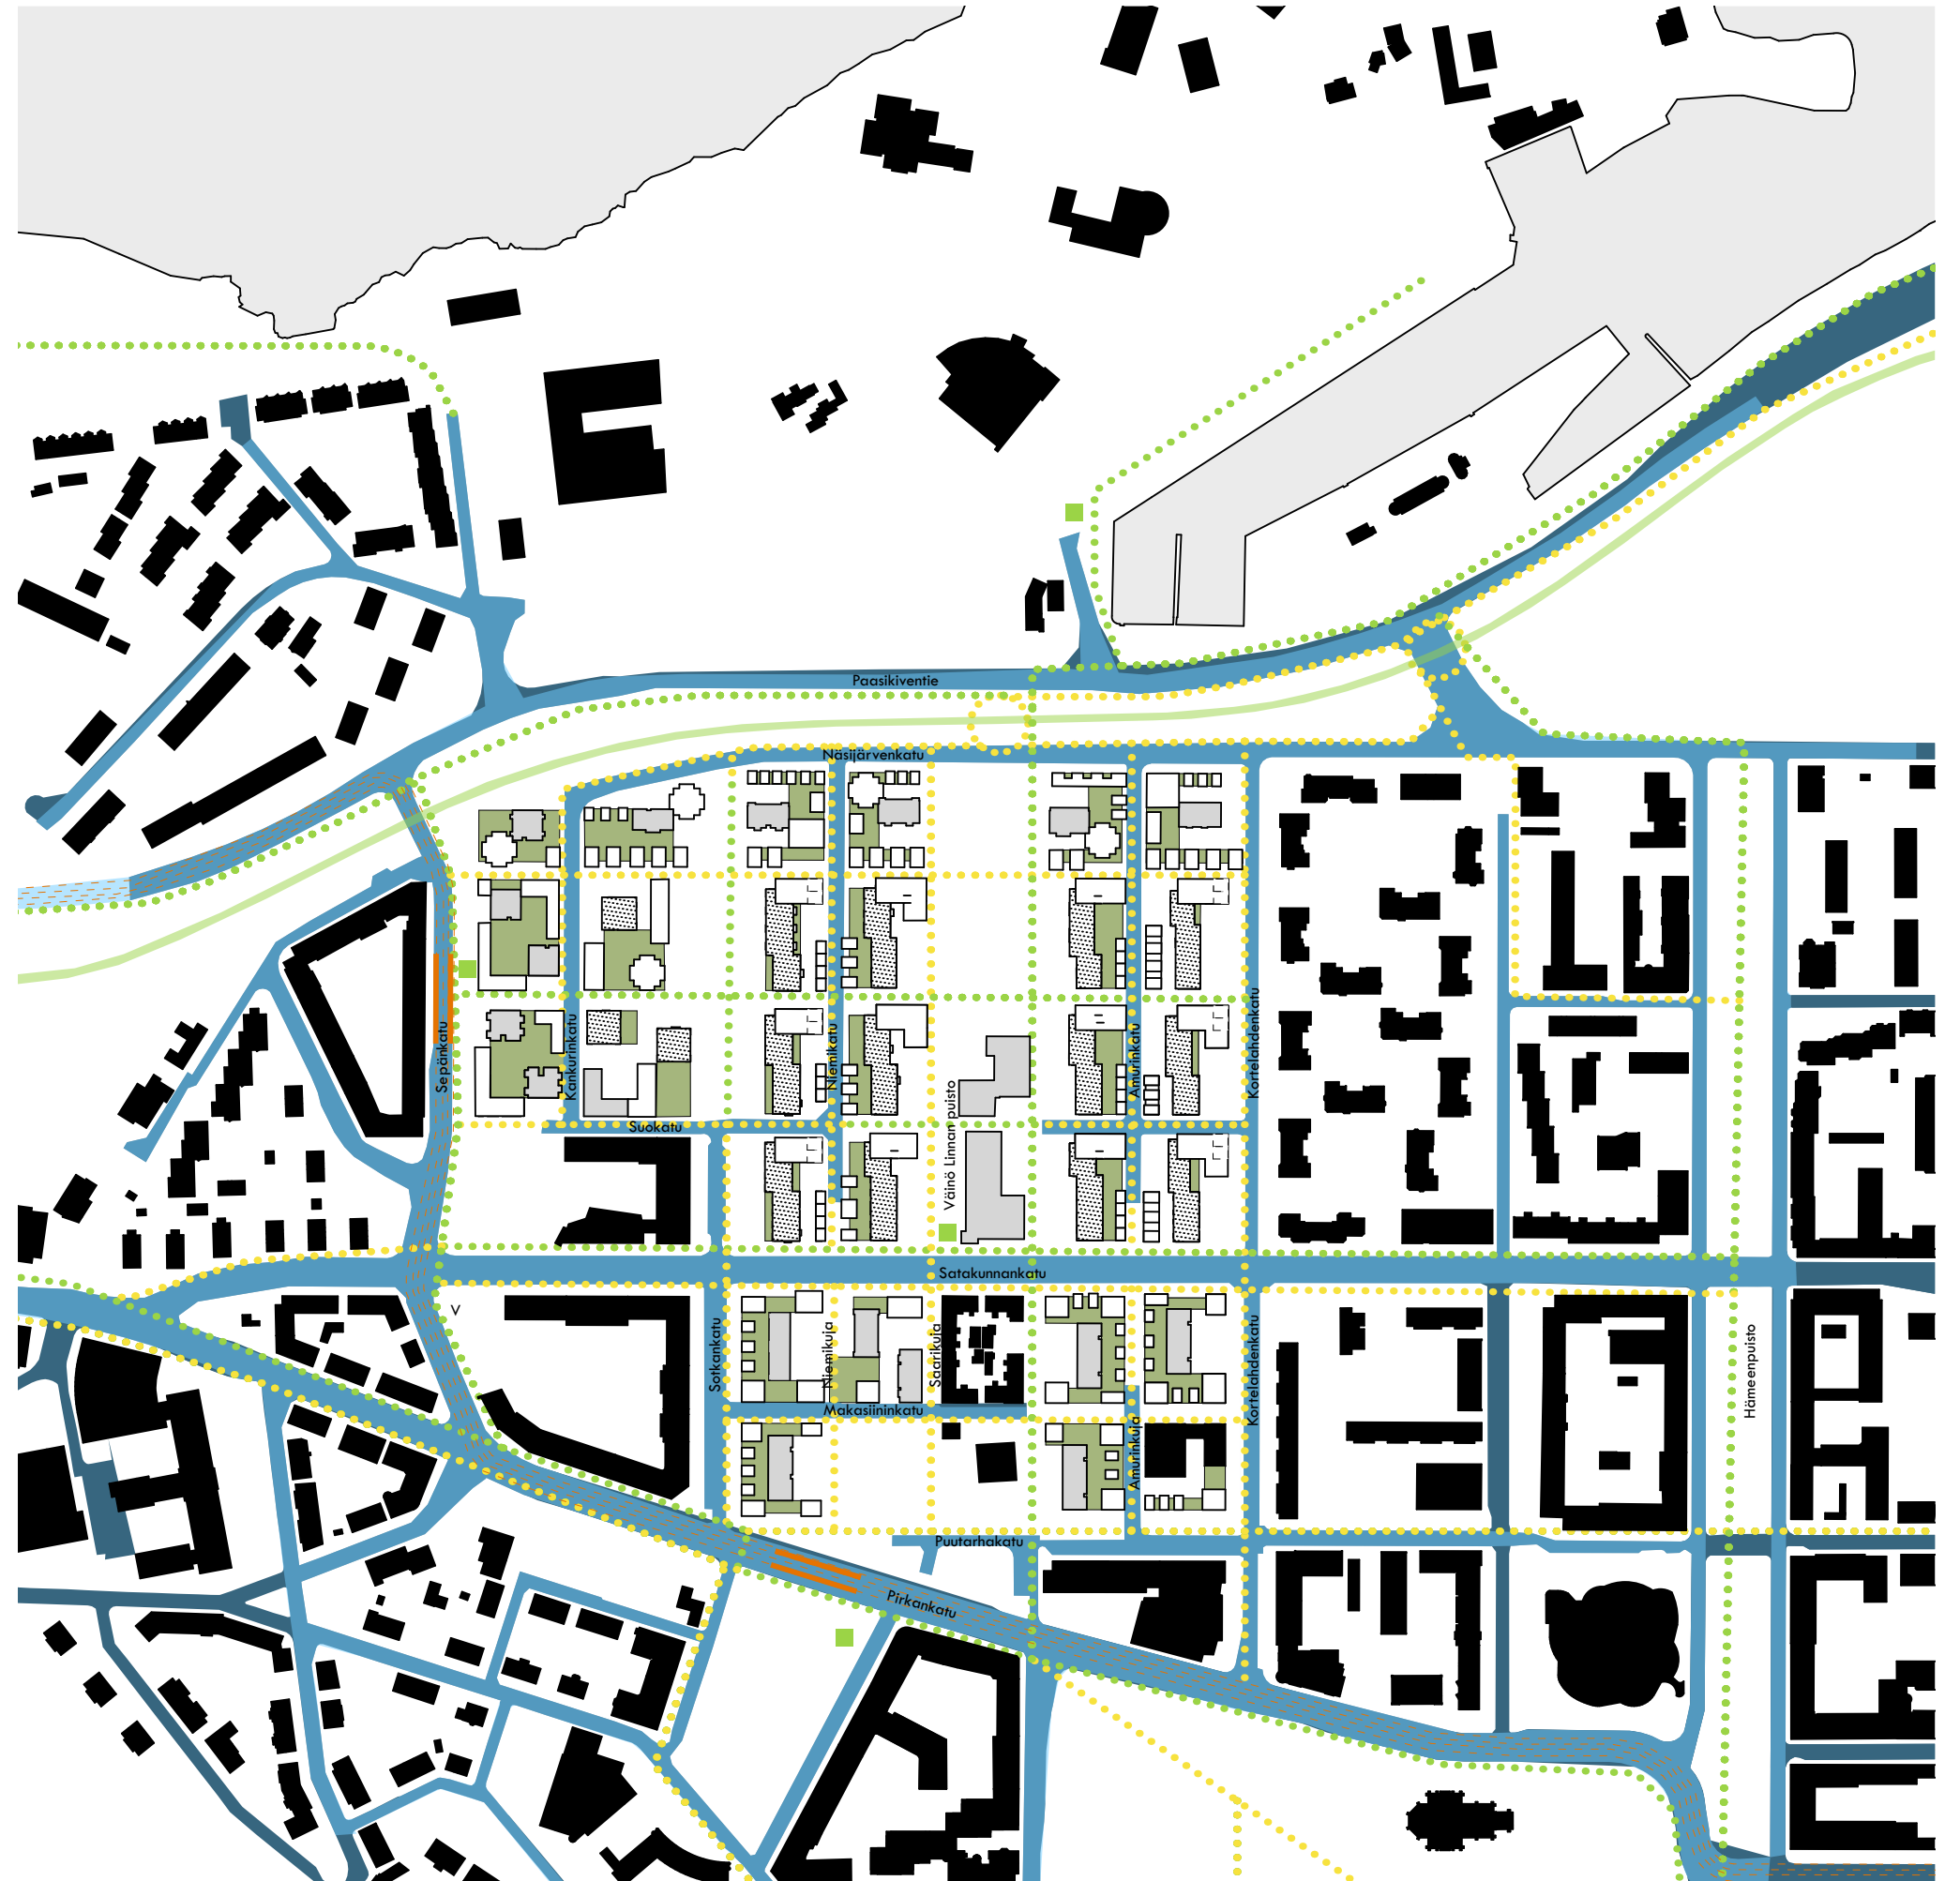 Paasikiventie
Näsijärvenkatu
Sepänkatu
Kankurinkatu
Niemikatu
Amurinkatu
Kortelahdenkatu
Väinö Linnan puisto
Suokatu
Satakunnankatu
V
Sotkankatu
Niemikuja
Saarikuja
Kortelahdenkatu
Hämeenpuisto
Makasiininkatu
Amurinkuja
Puutarhakatu
Pirkankatu